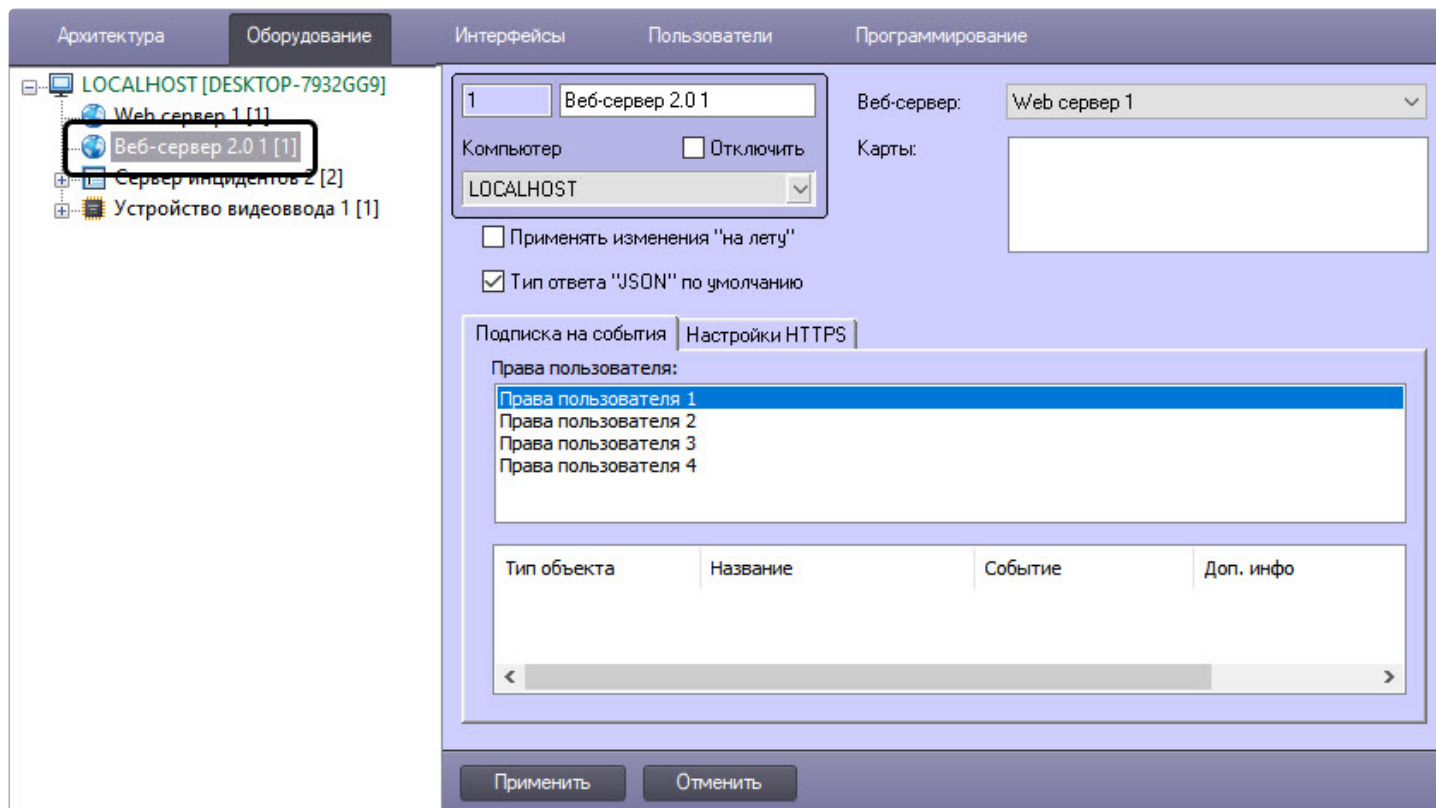 Архитектура Оборудование Интерфейсы Пользователи Программирование
LOCALHOST [DESKTOP-7932GG9]
Web сервер 1 [1]
Веб-сервер 2.0 1 [1]
Сервер инцидентов 2 [2]
Устройство видеоввода 1 [1]
1 Веб-сервер 2.0 1
Компьютер Отключить
LOCALHOST
Веб-сервер: Web сервер 1
Карты:
Применять изменения "на лету"
Тип ответа "JSON" по умолчанию
Подписка на события Настройки HTTPS
Права пользователя:
Права пользователя 1
Права пользователя 2
Права пользователя 3
Права пользователя 4
Тип объекта Название Событие Доп. инфо
Применить Отменить